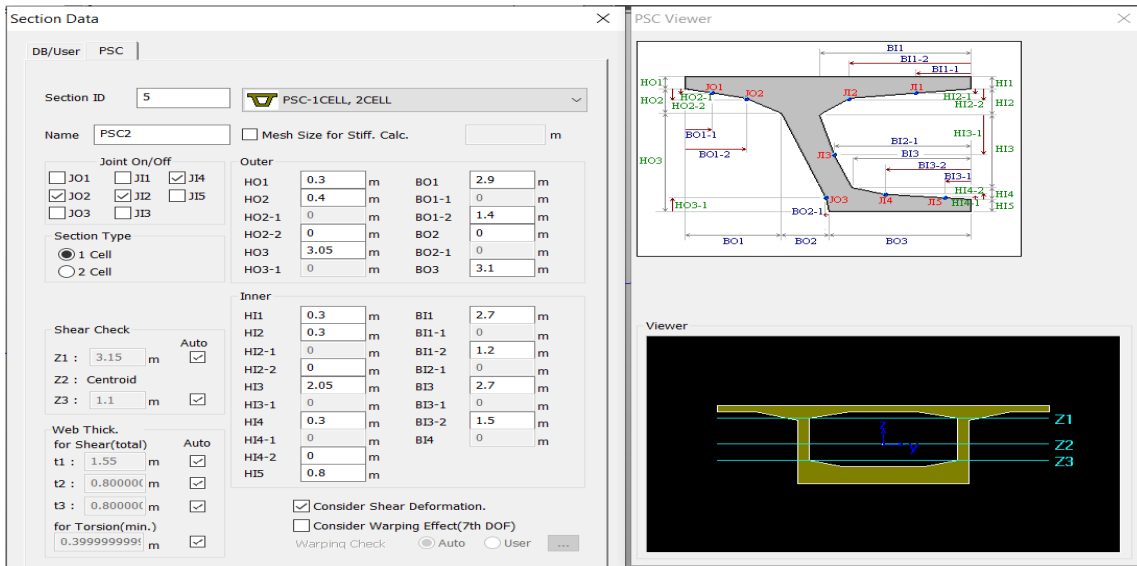 Section Data
DB/User PSC
Section ID 5 PSC-1CELL, 2CELL
Name PSC2 Mesh Size for Stiff. Calc. m
Joint On/Off
JO1 JI1 JI4
JO2 JI2 JI5
JO3 JI3
Section Type
1 Cell
2 Cell
Shear Check
Auto
Z1 : 3.15 m
Z2 : Centroid
Z3 : 1.1 m
Web Thick.
for Shear(total) Auto
t1 : 1.55 m
t2 : 0.80000( m
t3 : 0.80000( m
for Torsion(min.)
0.3999999999 m
Outer
HO1 0.3 m BO1 2.9 m
HO2 0.4 m BO1-1 0 m
HO2-1 0 m BO1-2 1.4 m
HO2-2 0 m BO2 0 m
HO3 3.05 m BO2-1 0 m
HO3-1 0 m BO3 3.1 m
Inner
HI1 0.3 m BI1 2.7 m
HI2 0.3 m BI1-1 0 m
HI2-1 0 m BI1-2 1.2 m
HI2-2 0 m BI2-1 0 m
HI3 2.05 m BI3 2.7 m
HI3-1 0 m BI3-1 0 m
HI4 0.3 m BI3-2 1.5 m
HI4-1 0 m BI4 0 m
HI4-2 0 m
HI5 0.8 m
Consider Shear Deformation.
Consider Warping Effect(7th DOF)
Warping Check Auto User ...
PSC Viewer
BI1
BI1-2
BI1-1
HO1 HI1
HO2 HO2-1 JO1 JO2 JI2 JI1 HI2-1 HI2
HO2-2 HI2-2
BO1-1 HI3-1
BO1-2 BI2-1
HO3 JI3 BI3 HI3
BI3-2
BI3-1
HO3-1 JO3 JI4 JI5 HI4-2 HI4
HI4-1 HI5
BO2-1
BO1 BO2 BO3
Viewer
Z1
z
Z2
y
Z3